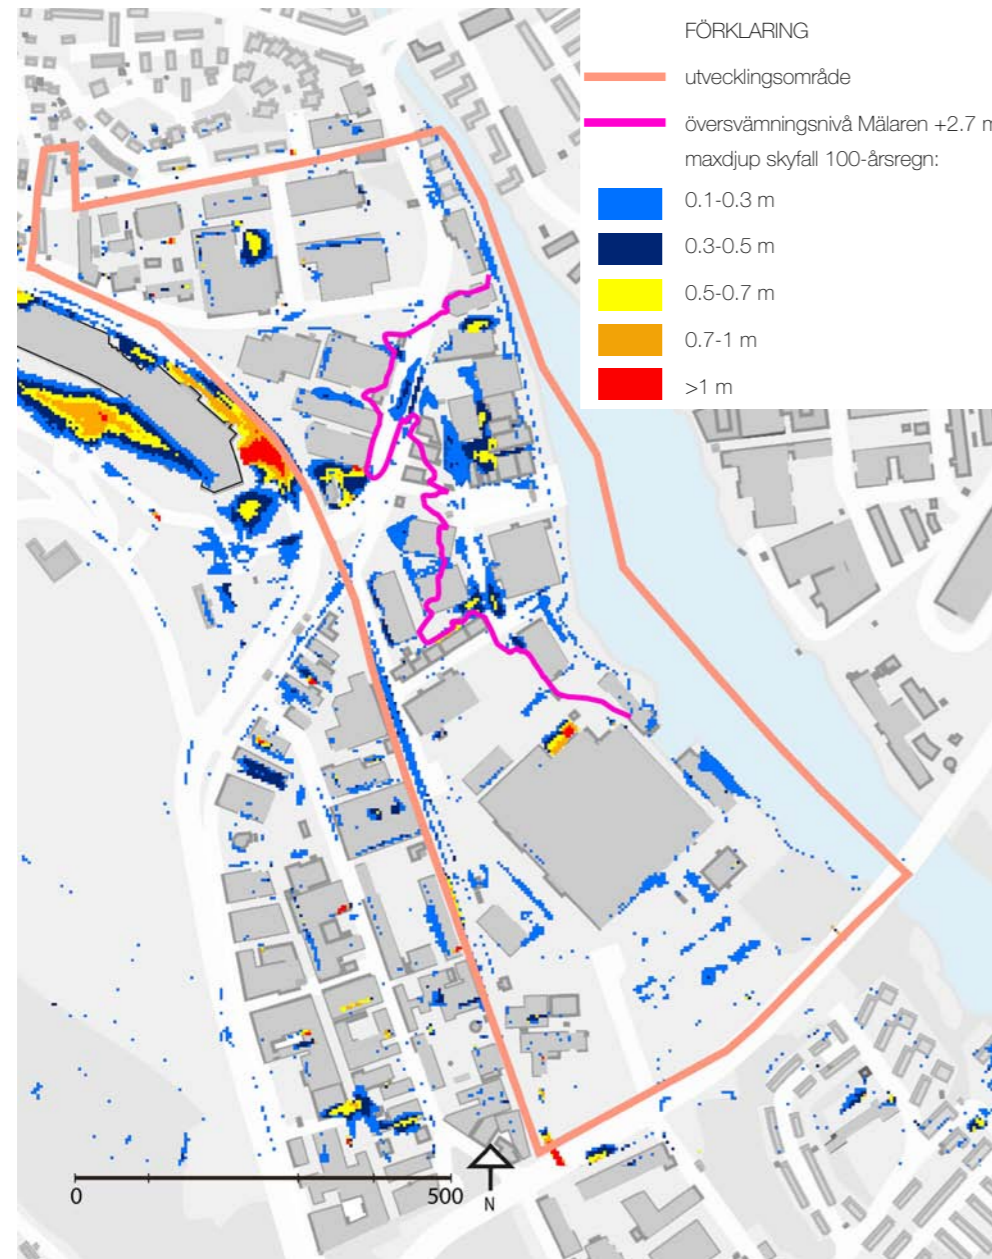 FÖRKLARING
utvecklingsområde
översvämningsnivå Mälaren +2.7 m
maxdjup skyfall 100-årsregn:
0.1-0.3 m
0.3-0.5 m
0.5-0.7 m
0.7-1 m
>1 m
0 500
N